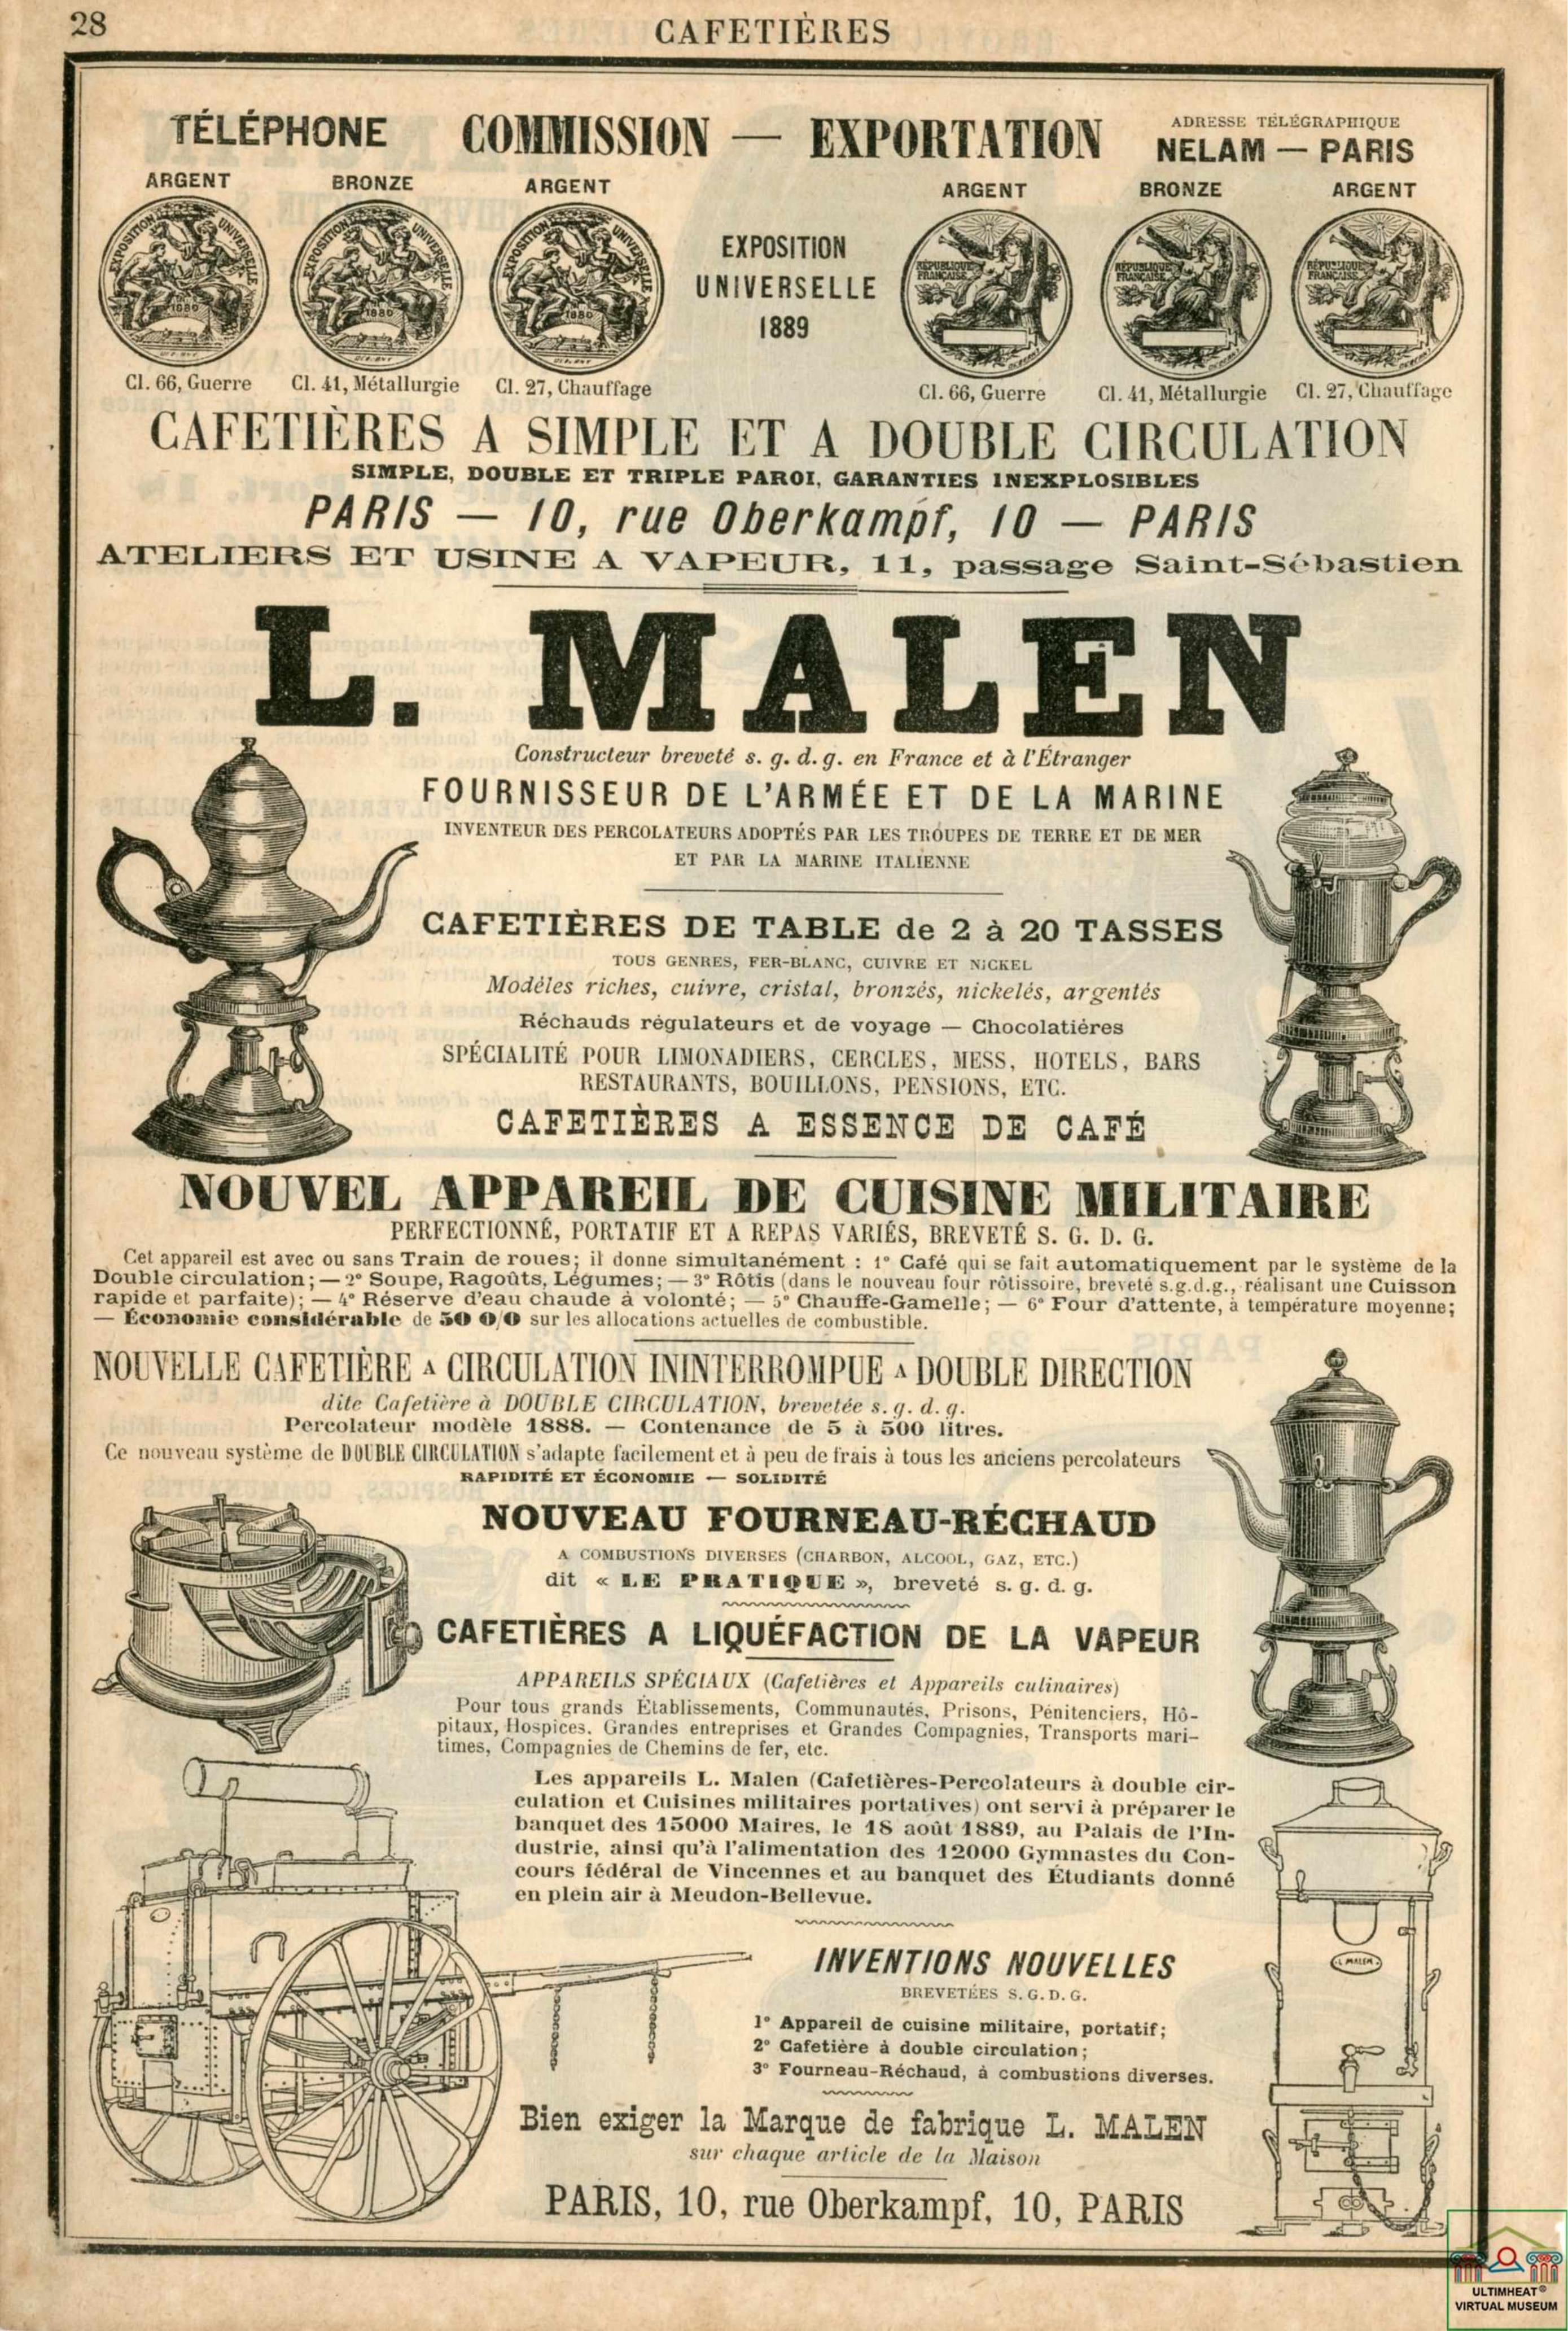 28
CAFETIÈRES
TÉLÉPHONE
COMMISSION — EXPORTATION
ADRESSE TÉLÉGRAPHIQUE
NELAM — PARIS
ARGENT BRONZE ARGENT
ARGENT BRONZE ARGENT
EXPOSITION UNIVERSELLE
EXPOSITION UNIVERSELLE
EXPOSITION UNIVERSELLE
EXPOSITION
UNIVERSELLE
1889
RÉPUBLIQUE
FRANÇAISE
RÉPUBLIQUE
FRANÇAISE
RÉPUBLIQUE
FRANÇAISE
Cl. 66, Guerre Cl. 41, Métallurgie Cl. 27, Chauffage
Cl. 66, Guerre Cl. 41, Métallurgie Cl. 27, Chauffage
CAFETIÈRES A SIMPLE ET A DOUBLE CIRCULATION
SIMPLE, DOUBLE ET TRIPLE PAROI, GARANTIES INEXPLOSIBLES
PARIS — 10, rue Oberkampf, 10 — PARIS
ATELIERS ET USINE A VAPEUR, 11, passage Saint-Sébastien
L. MALEN
Constructeur breveté s. g. d. g. en France et à l'Étranger
FOURNISSEUR DE L'ARMÉE ET DE LA MARINE
INVENTEUR DES PERCOLATEURS ADOPTÉS PAR LES TROUPES DE TERRE ET DE MER
ET PAR LA MARINE ITALIENNE
CAFETIÈRES DE TABLE de 2 à 20 TASSES
TOUS GENRES, FER-BLANC, CUIVRE ET NICKEL
Modèles riches, cuivre, cristal, bronzés, nickelés, argentés
Réchauds régulateurs et de voyage — Chocolatières
SPÉCIALITÉ POUR LIMONADIERS, CERCLES, MESS, HOTELS, BARS
RESTAURANTS, BOUILLONS, PENSIONS, ETC.
CAFETIÈRES A ESSENCE DE CAFÉ
NOUVEL APPAREIL DE CUISINE MILITAIRE
PERFECTIONNÉ, PORTATIF ET A REPAS VARIÉS, BREVETÉ S. G. D. G.
Cet appareil est avec ou sans Train de roues; il donne simultanément : 1° Café qui se fait automatiquement par le système de la
Double circulation; — 2° Soupe, Ragoûts, Légumes; — 3° Rôtis (dans le nouveau four rôtissoire, breveté s.g.d.g., réalisant une Cuisson
rapide et parfaite); — 4° Réserve d'eau chaude à volonté; — 5° Chauffe-Gamelle; — 6° Four d'attente, à température moyenne;
— Économie considérable de 50 0/0 sur les allocations actuelles de combustible.
NOUVELLE CAFETIÈRE A CIRCULATION ININTERROMPUE A DOUBLE DIRECTION
dite Cafetière à DOUBLE CIRCULATION, brevetée s. g. d. g.
Percolateur modèle 1888. — Contenance de 5 à 500 litres.
Ce nouveau système de DOUBLE CIRCULATION s'adapte facilement et à peu de frais à tous les anciens percolateurs
RAPIDITÉ ET ÉCONOMIE — SOLIDITÉ
NOUVEAU FOURNEAU-RÉCHAUD
A COMBUSTIONS DIVERSES (CHARBON, ALCOOL, GAZ, ETC.)
dit « LE PRATIQUE », breveté s. g. d. g.
CAFETIÈRES A LIQUÉFACTION DE LA VAPEUR
APPAREILS SPÉCIAUX (Cafetières et Appareils culinaires)
Pour tous grands Établissements, Communautés, Prisons, Pénitenciers, Hô-
pitaux, Hospices. Grandes entreprises et Grandes Compagnies, Transports mari-
times, Compagnies de Chemins de fer, etc.
Les appareils L. Malen (Cafetières-Percolateurs à double cir-
culation et Cuisines militaires portatives) ont servi à préparer le
banquet des 15000 Maires, le 18 août 1889, au Palais de l'In-
dustrie, ainsi qu'à l'alimentation des 12000 Gymnastes du Con-
cours fédéral de Vincennes et au banquet des Étudiants donné
en plein air à Meudon-Bellevue.
INVENTIONS NOUVELLES
BREVETÉES S. G. D. G.
1° Appareil de cuisine militaire, portatif;
2° Cafetière à double circulation;
3° Fourneau-Réchaud, à combustions diverses.
L. MALEN
Bien exiger la Marque de fabrique L. MALEN
sur chaque article de la Maison
PARIS, 10, rue Oberkampf, 10, PARIS
ULTIMHEAT®
VIRTUAL MUSEUM